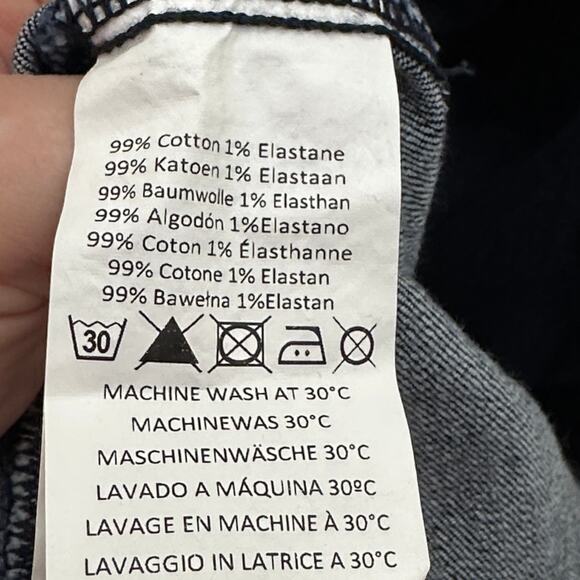 99% Cotton 1% Elastane
99% Katoen 1% Elastaan
99% Baumwolle 1% Elasthan
99% Algodón 1%Elastano
99% Coton 1% Élasthanne
99% Cotone 1% Elastan
99% Bawełna 1%Elastan
30
MACHINE WASH AT 30°C
MACHINEWAS 30°C
MASCHINENWÄSCHE 30°C
LAVADO A MÁQUINA 30ºC
LAVAGE EN MACHINE À 30°C
LAVAGGIO IN LATRICE A 30°C